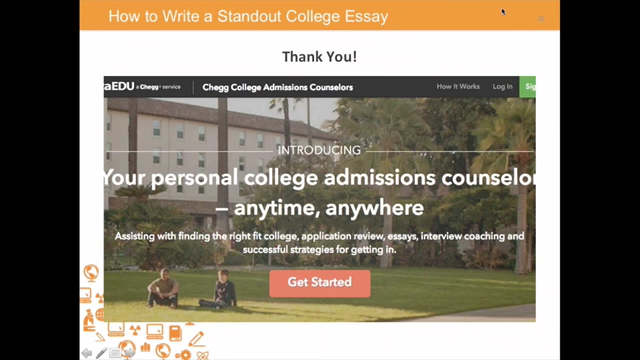 How to Write a Standout College Essay
Thank You!
aEDU a Chegg service
Chegg College Admissions Counselors
How It Works
Log In
Sig
INTRODUCING
Your personal college admissions counselor
– anytime, anywhere
Assisting with finding the right fit college, application review, essays, interview coaching and
successful strategies for getting in.
Get Started